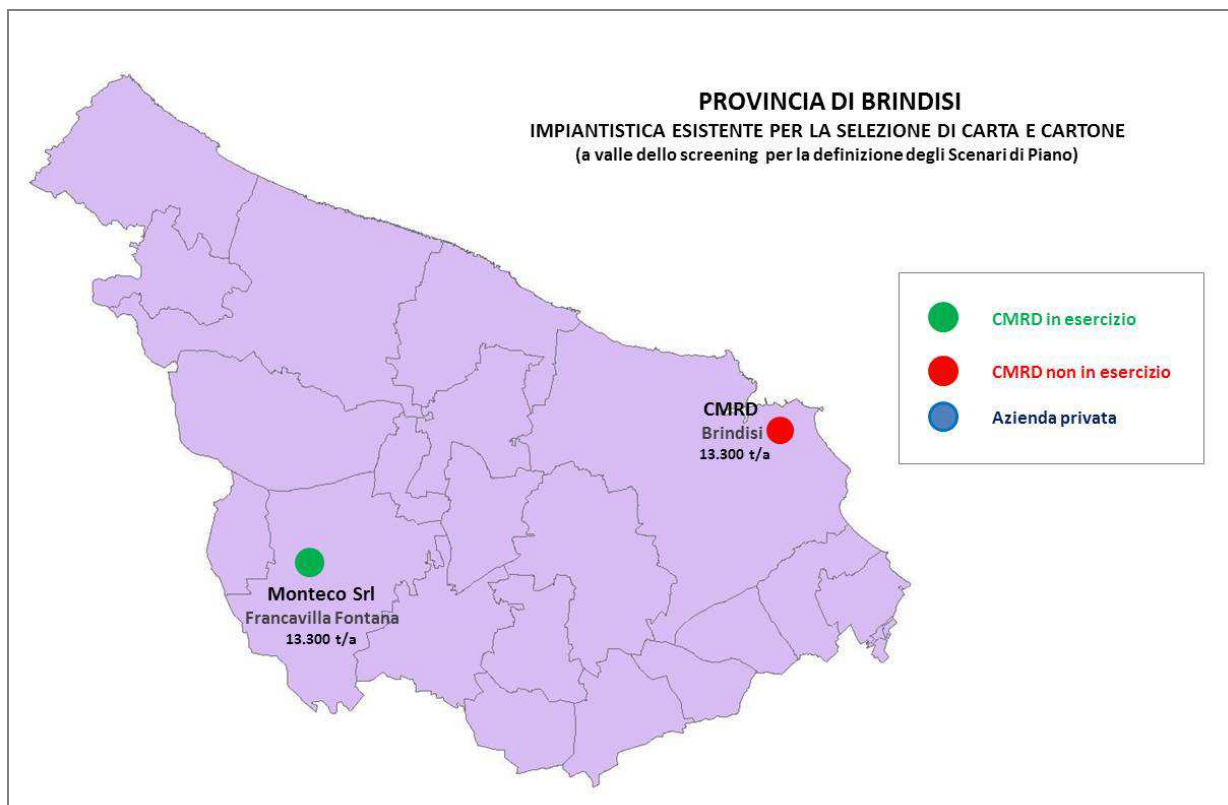 PROVINCIA DI BRINDISI
IMPIANTISTICA ESISTENTE PER LA SELEZIONE DI CARTA E CARTONE
(a valle dello screening per la definizione degli Scenari di Piano)
CMRD in esercizio
CMRD non in esercizio
Azienda privata
CMRD
Brindisi
13.300 t/a
Monteco Srl
Francavilla Fontana
13.300 t/a